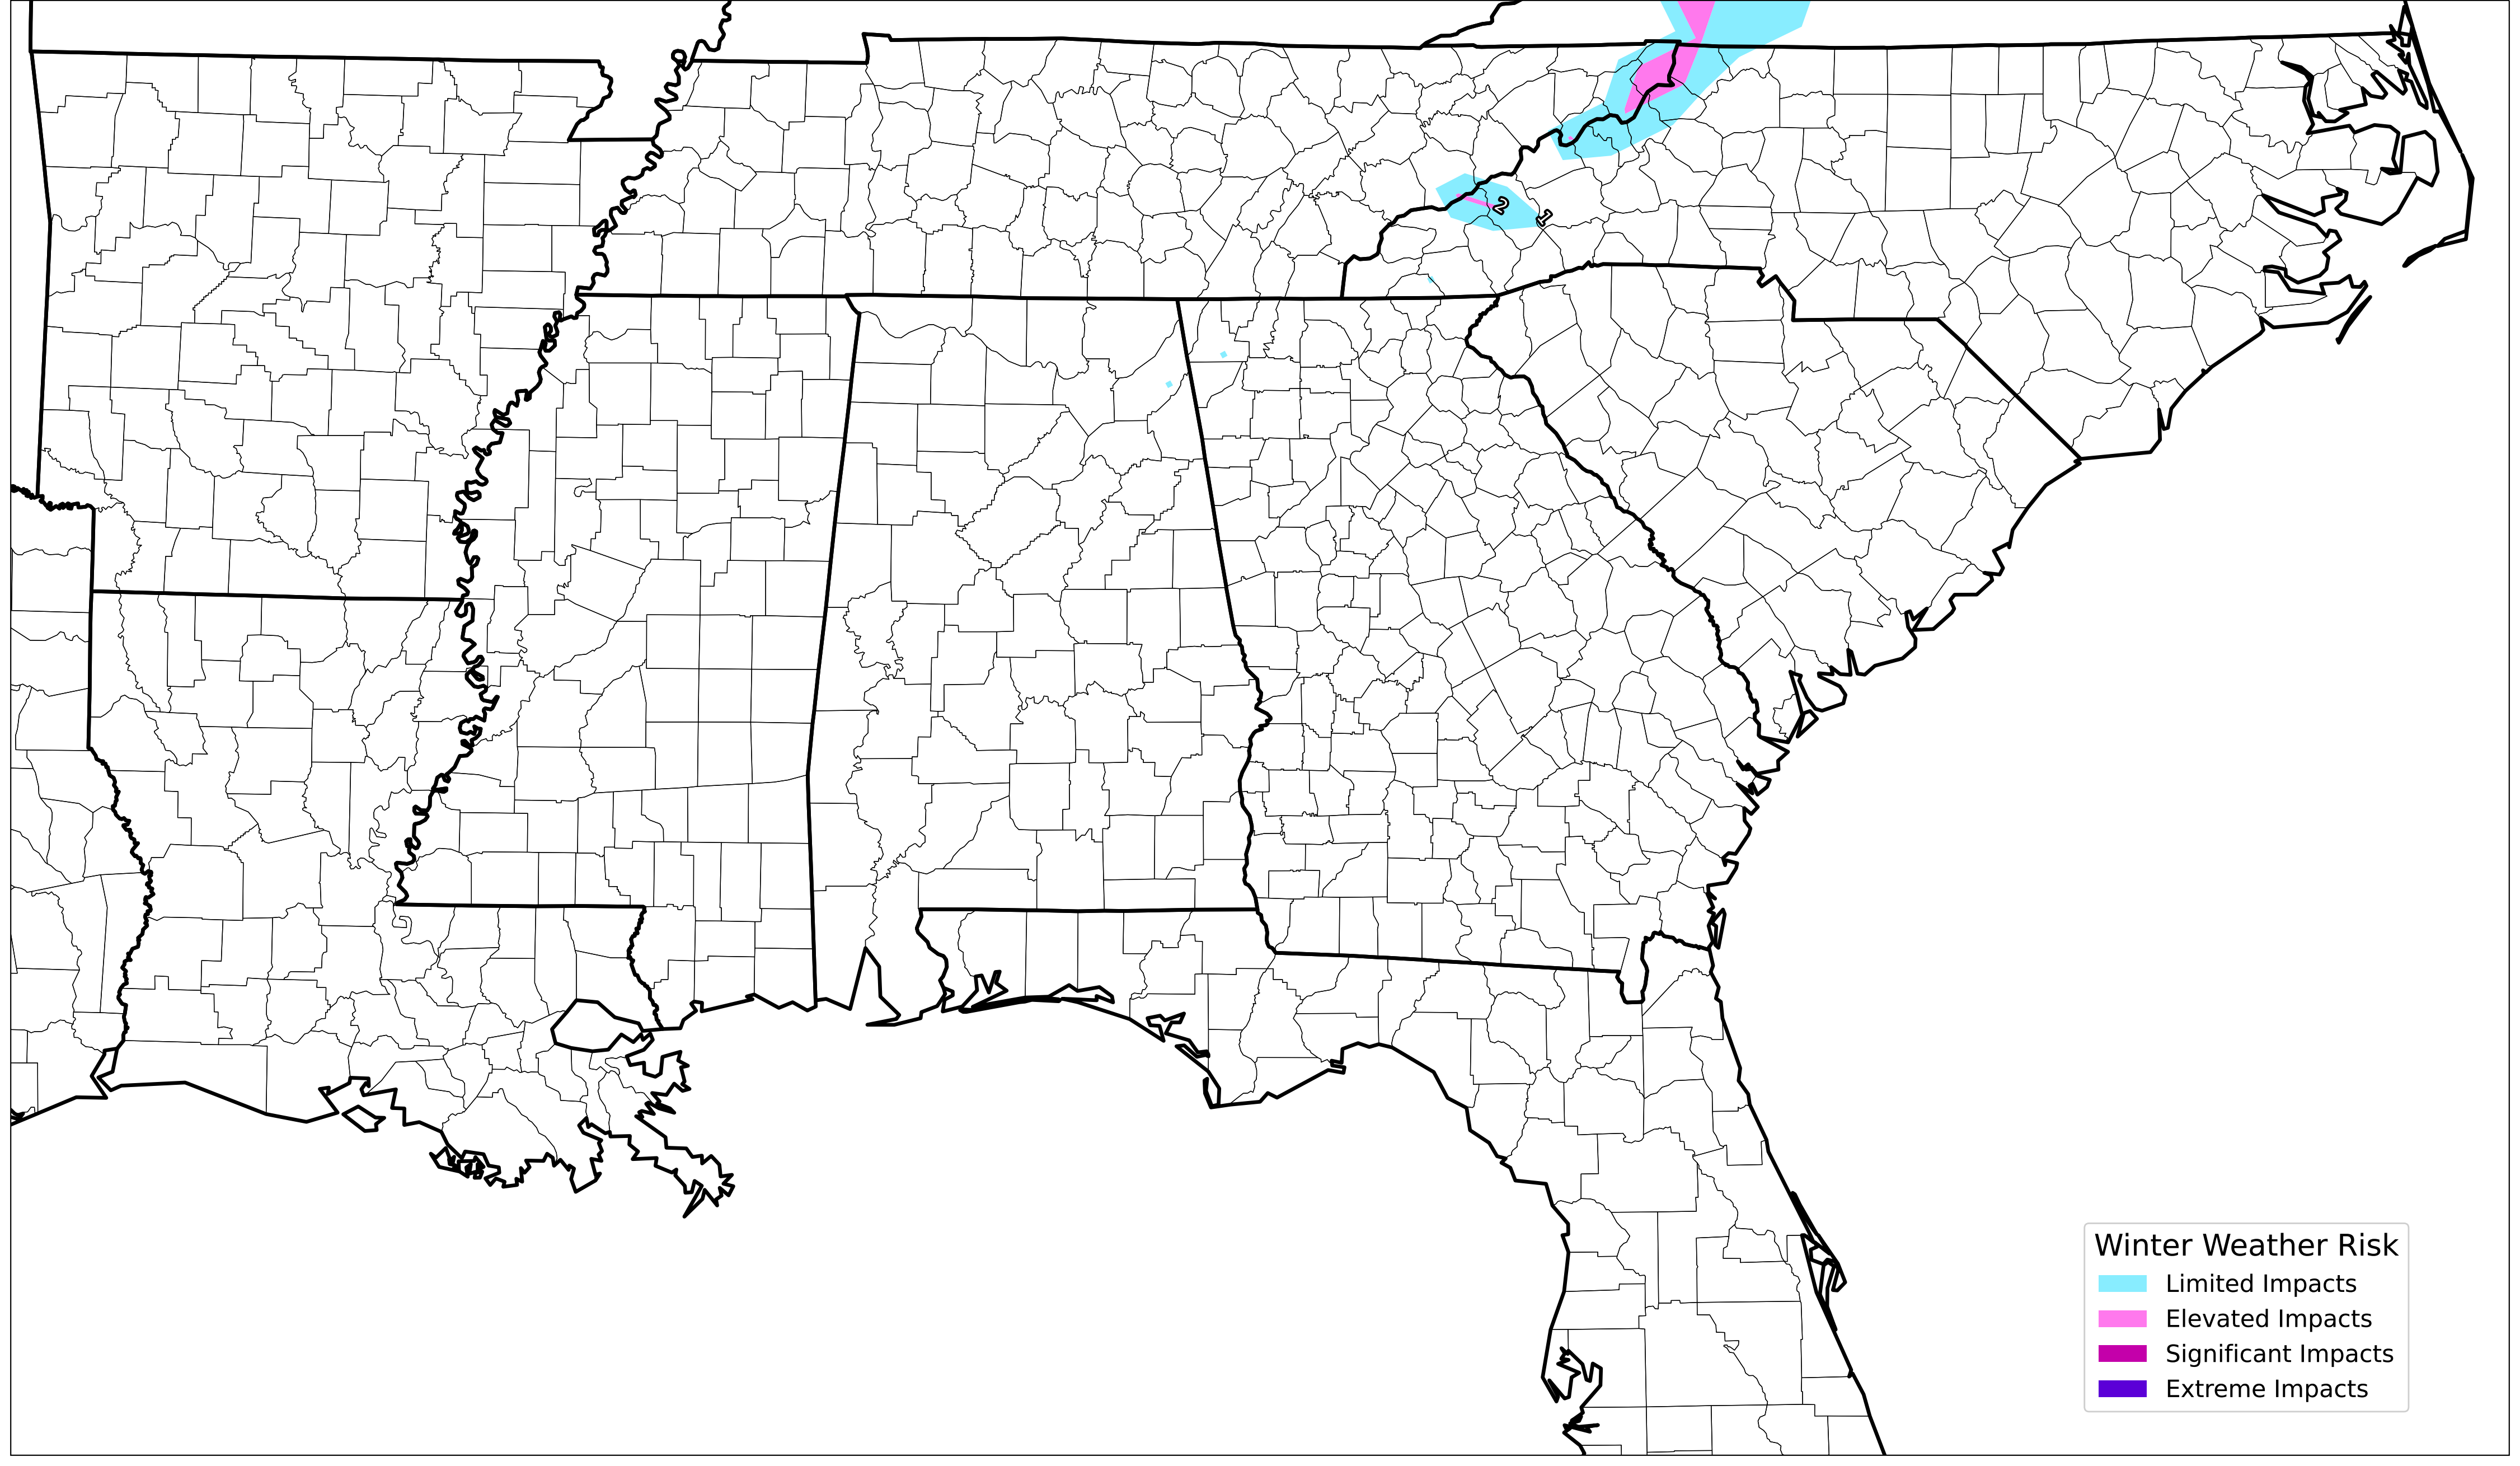 2
1
Winter Weather Risk
Limited Impacts
Elevated Impacts
Significant Impacts
Extreme Impacts